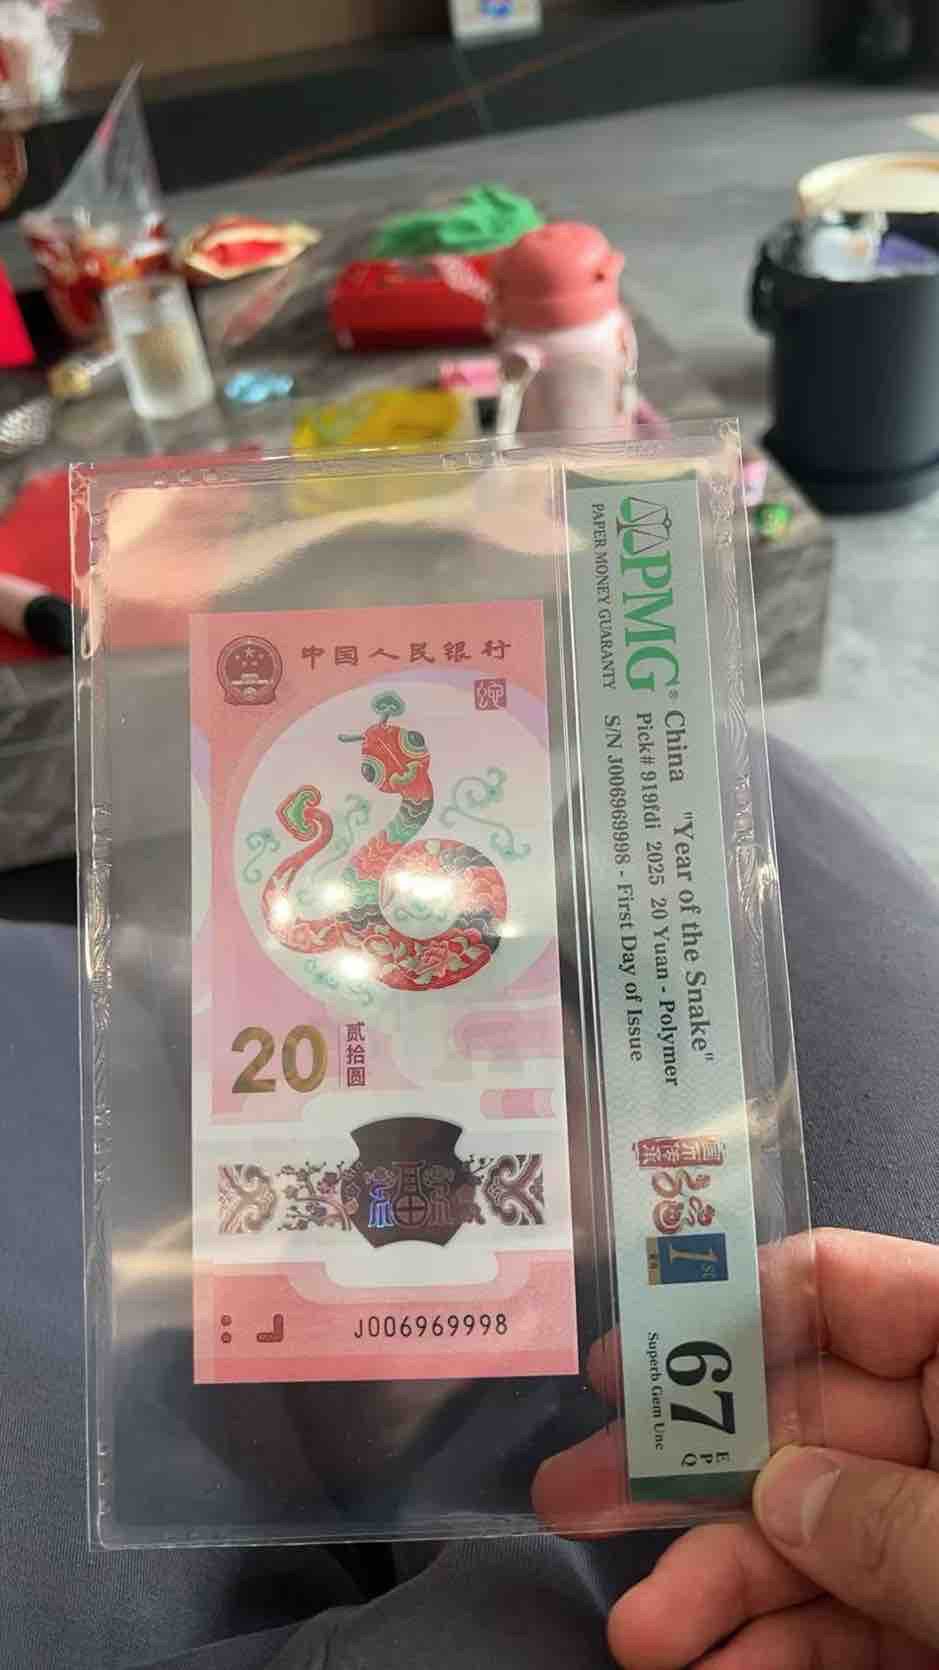 中国人民银行
蛇
20
贰拾圆
J006969998
PMG
PAPER MONEY GUARANTY
China "Year of the Snake"
Pick# 919fdi 2025 20 Yuan - Polymer
S/N J006969998 - First Day of Issue
1st
67 EPQ
Superb Gem Unc